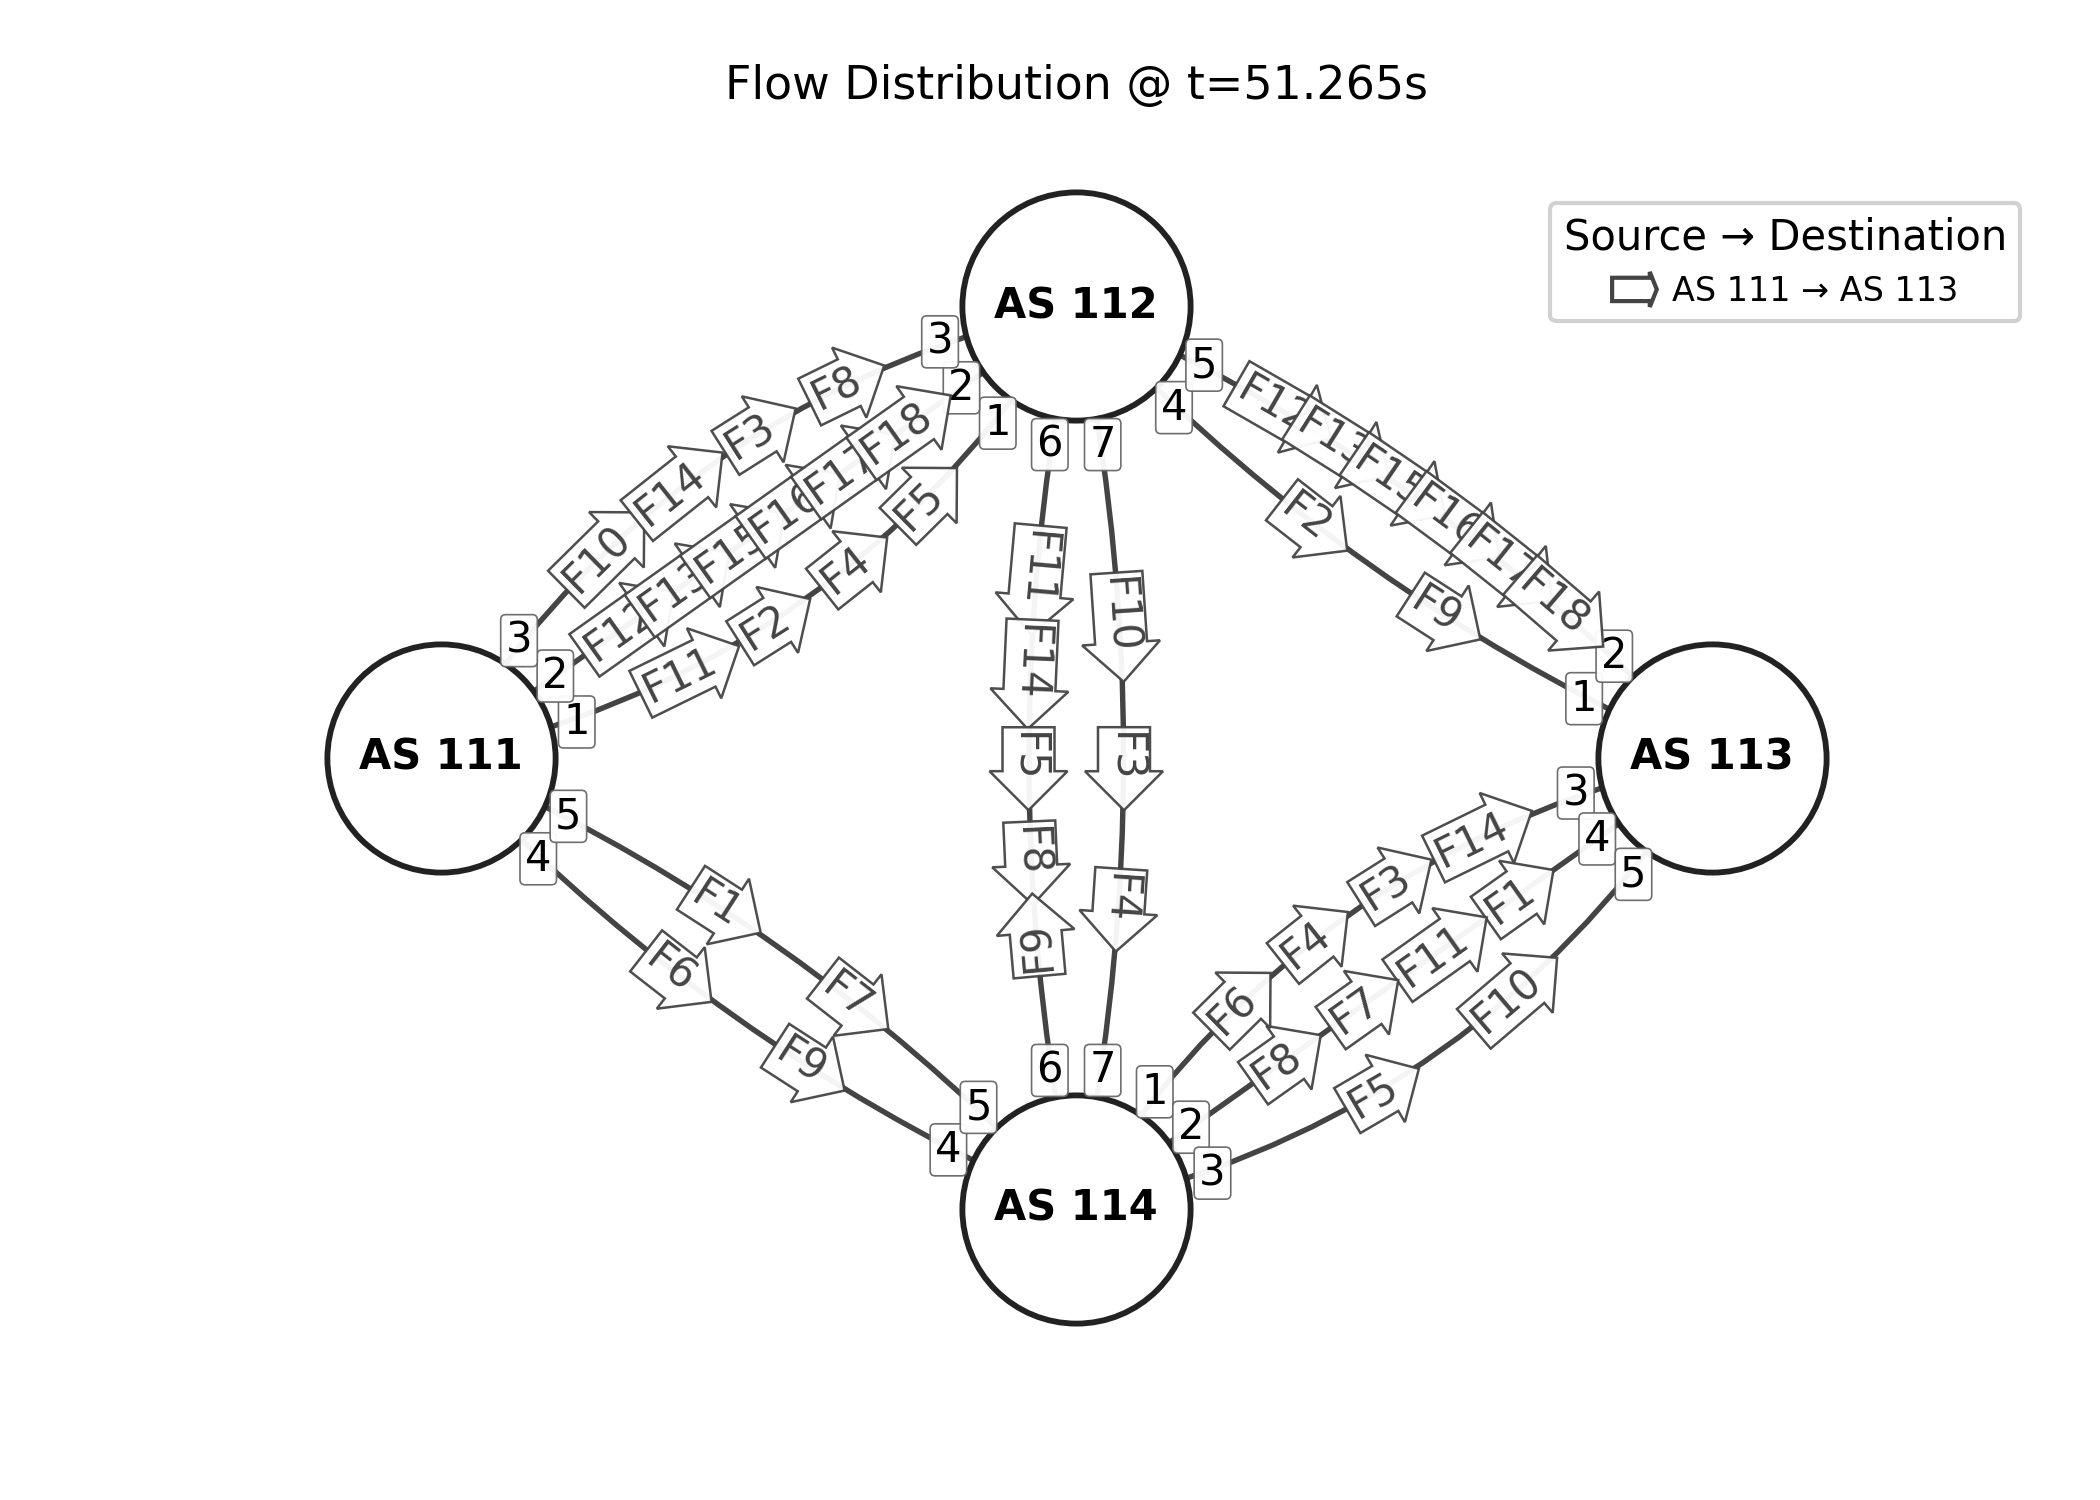 Flow Distribution @ t=51.265s
Source → Destination
AS 111 → AS 113
AS 112
3
2
1
6
7
4
5
F10
F14
F3
F8
F12
F13
F15
F16
F17
F18
F11
F2
F4
F5
F12
F13
F15
F16
F17
F18
F2
F9
3
2
1
AS 111
5
4
F11
F14
F5
F8
F9
F10
F3
F4
2
1
AS 113
3
4
5
F1
F7
F6
F9
F6
F4
F3
F14
F8
F7
F11
F1
F5
F10
5
4
6
7
1
2
3
AS 114